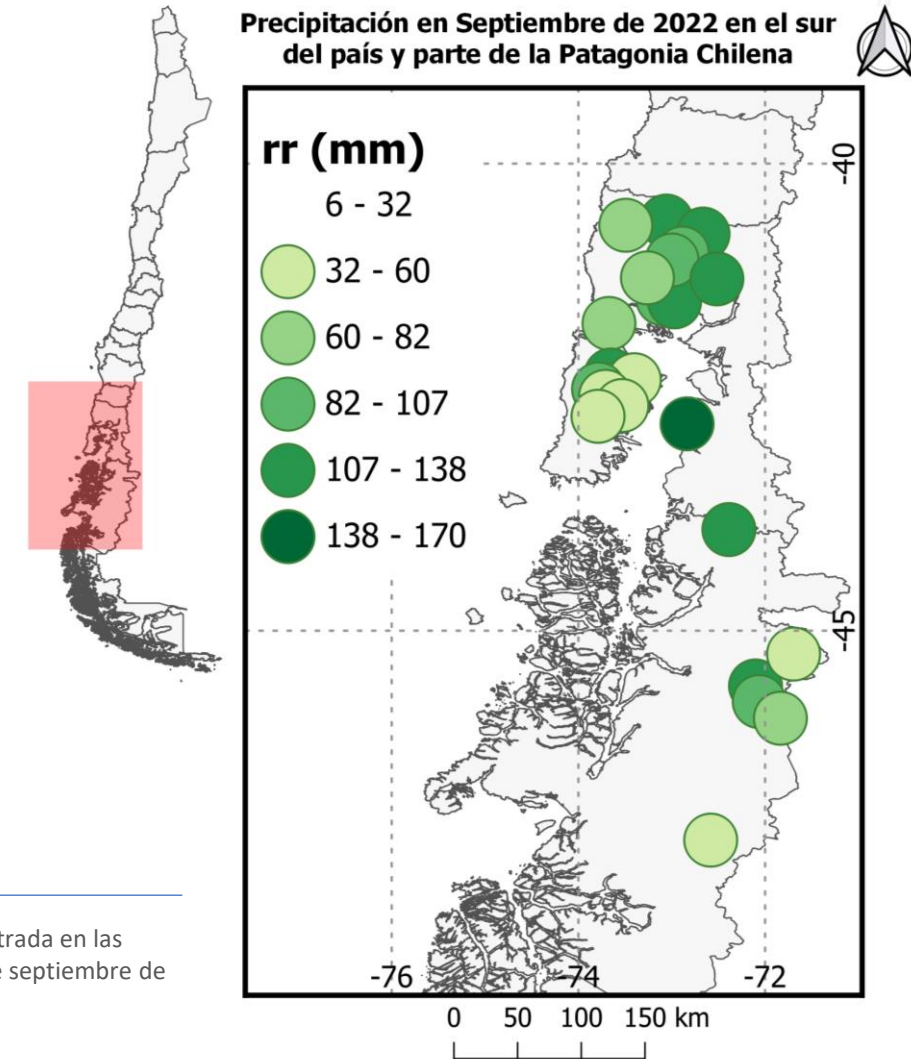 Precipitación en Septiembre de 2022 en el sur
del país y parte de la Patagonia Chilena
rr (mm)
6 - 32
32 - 60
60 - 82
82 - 107
107 - 138
138 - 170
-40
-45
-76
-74
-72
0 50 100 150 km
trada en las
e septiembre de